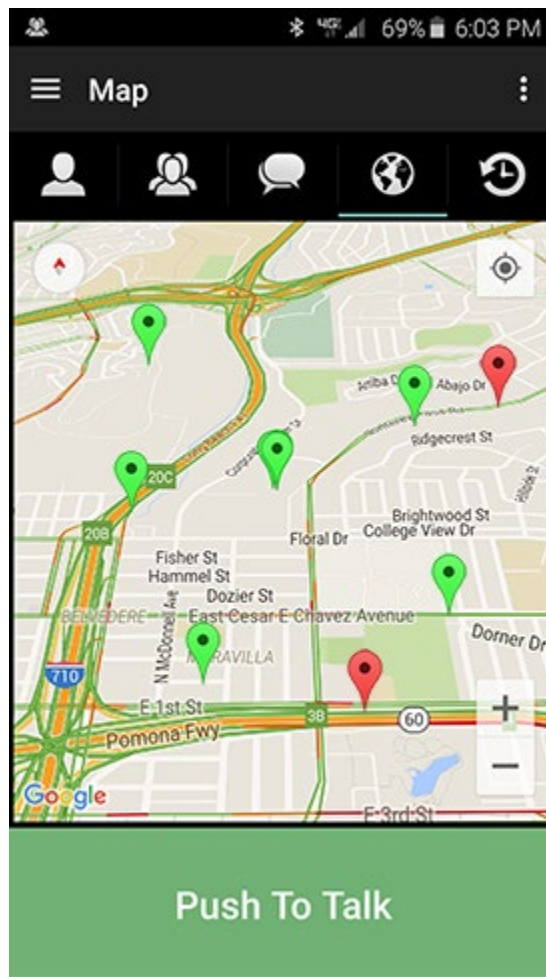 4G 69% 6:03 PM
Map
Arriba D Abajo Dr
Ridgecrest St
Hillside S
20C
Brightwood St
College View Dr
20B
Floral Dr
Fisher St
Hammel St
Dozier St
N McDonnell Ave
BELVEDERE
East Cesar E Chavez Avenue
Dorner Dr
710
E 1st St
3B
60
Pomona Fwy
Google
E 3rd St
+
−
Push To Talk